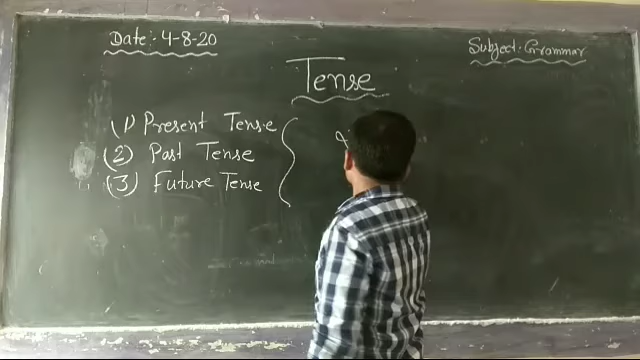 Date:- 4-8-20
Subject: Grammar
Tense
(1) Present Tense
(2) Past Tense
(3) Future Tense